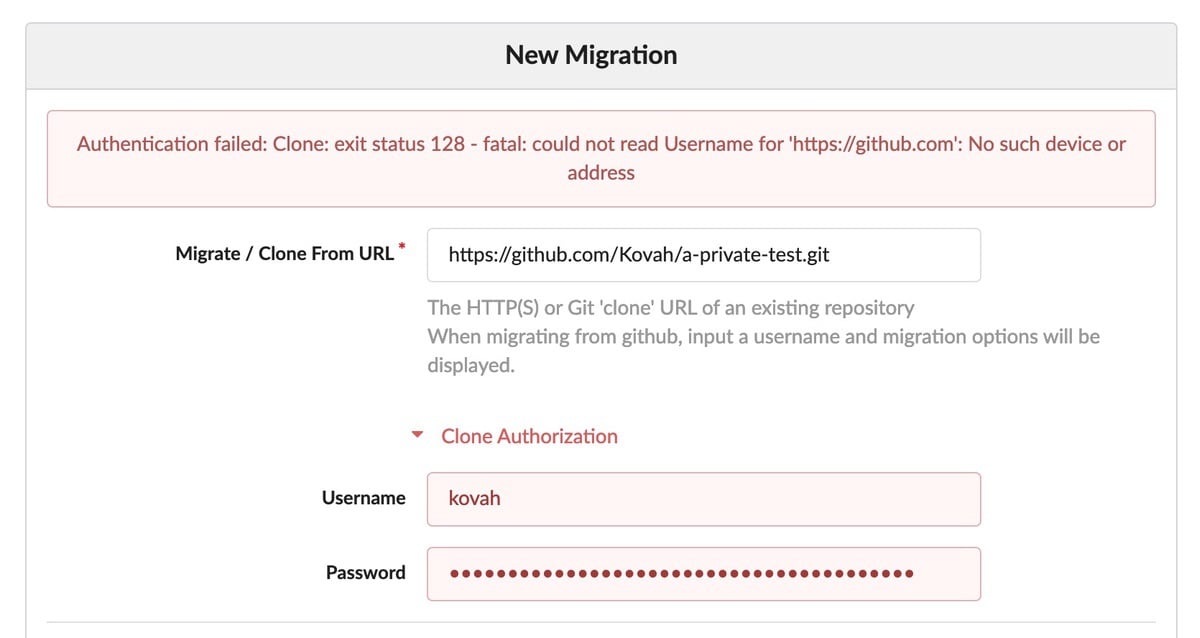 New Migration
Authentication failed: Clone: exit status 128 - fatal: could not read Username for 'https://github.com': No such device or
address
Migrate / Clone From URL *
https://github.com/Kovah/a-private-test.git
The HTTP(S) or Git 'clone' URL of an existing repository
When migrating from github, input a username and migration options will be
displayed.
Clone Authorization
Username
kovah
Password
••••••••••••••••••••••••••••••••••••••••